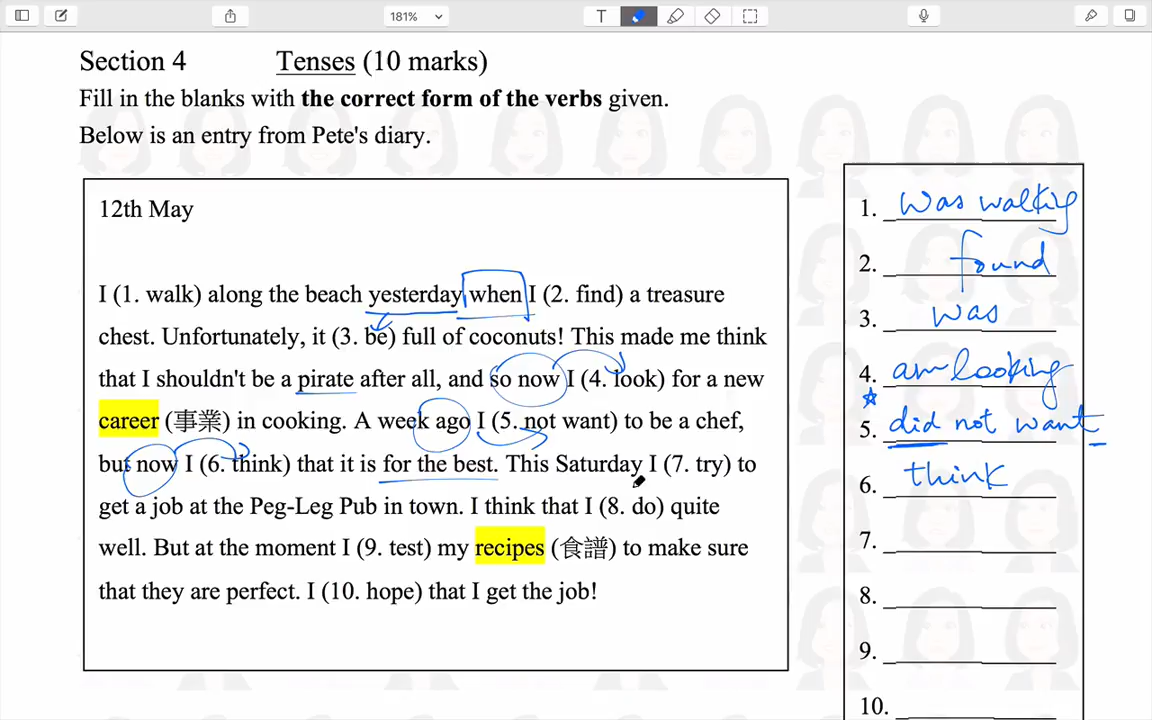 181%
T
Section 4 Tenses (10 marks)
Fill in the blanks with the correct form of the verbs given.
Below is an entry from Pete's diary.
12th May
I (1. walk) along the beach yesterday when I (2. find) a treasure
chest. Unfortunately, it (3. be) full of coconuts! This made me think
that I shouldn't be a pirate after all, and so now I (4. look) for a new
career (事業) in cooking. A week ago I (5. not want) to be a chef,
but now I (6. think) that it is for the best. This Saturday I (7. try) to
get a job at the Peg-Leg Pub in town. I think that I (8. do) quite
well. But at the moment I (9. test) my recipes (食譜) to make sure
that they are perfect. I (10. hope) that I get the job!
1. was walking
2. found
3. was
4. am looking
5. did not want
6. think
7.
8.
9.
10.